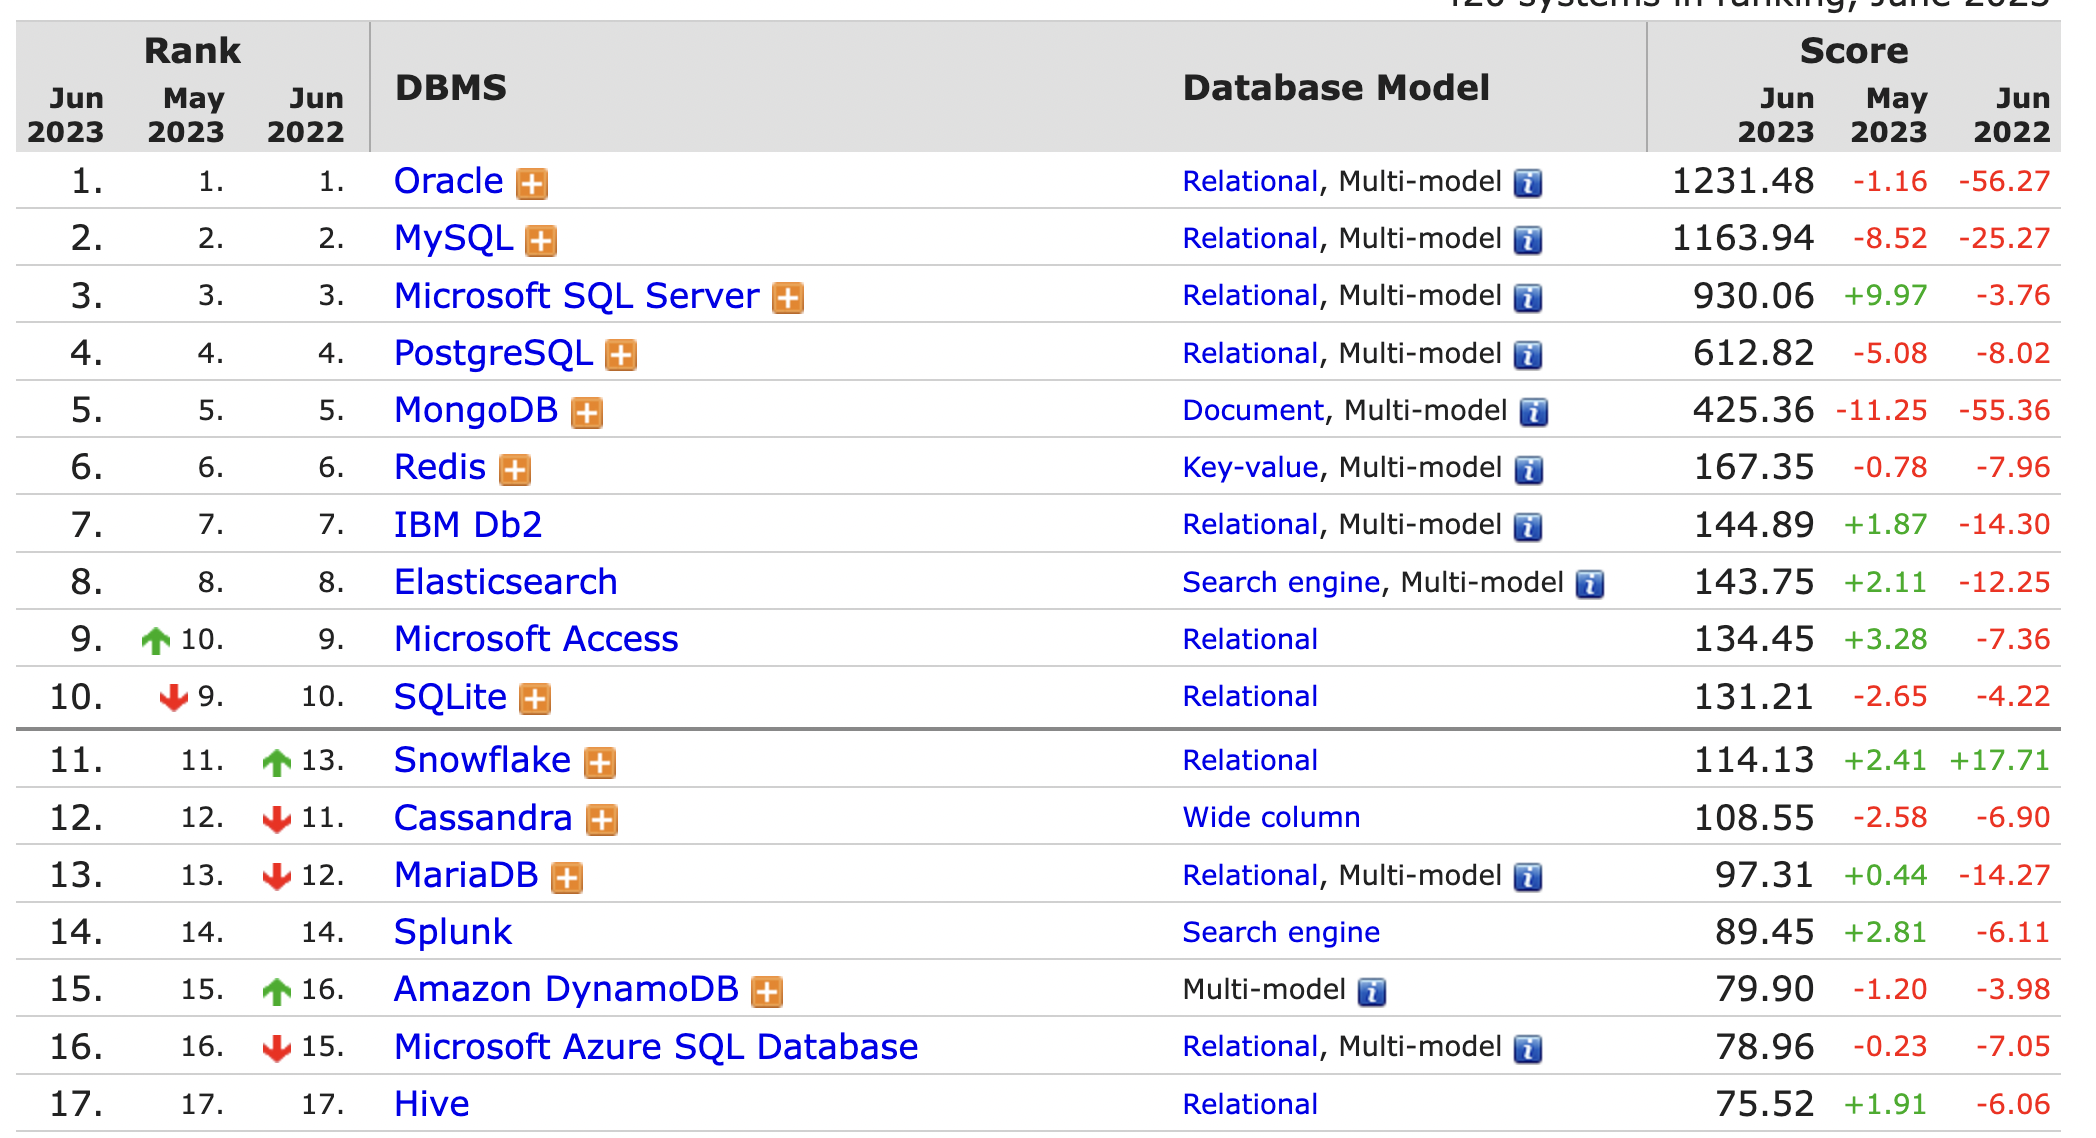 systems in ranking, June 2023
Rank DBMS Database Model Score
Jun 2023 May 2023 Jun 2022 Jun 2023 May 2023 Jun 2022
1. 1. 1. Oracle Relational, Multi-model 1231.48 -1.16 -56.27
2. 2. 2. MySQL Relational, Multi-model 1163.94 -8.52 -25.27
3. 3. 3. Microsoft SQL Server Relational, Multi-model 930.06 +9.97 -3.76
4. 4. 4. PostgreSQL Relational, Multi-model 612.82 -5.08 -8.02
5. 5. 5. MongoDB Document, Multi-model 425.36 -11.25 -55.36
6. 6. 6. Redis Key-value, Multi-model 167.35 -0.78 -7.96
7. 7. 7. IBM Db2 Relational, Multi-model 144.89 +1.87 -14.30
8. 8. 8. Elasticsearch Search engine, Multi-model 143.75 +2.11 -12.25
9. 10. 9. Microsoft Access Relational 134.45 +3.28 -7.36
10. 9. 10. SQLite Relational 131.21 -2.65 -4.22
11. 11. 13. Snowflake Relational 114.13 +2.41 +17.71
12. 12. 11. Cassandra Wide column 108.55 -2.58 -6.90
13. 13. 12. MariaDB Relational, Multi-model 97.31 +0.44 -14.27
14. 14. 14. Splunk Search engine 89.45 +2.81 -6.11
15. 15. 16. Amazon DynamoDB Multi-model 79.90 -1.20 -3.98
16. 16. 15. Microsoft Azure SQL Database Relational, Multi-model 78.96 -0.23 -7.05
17. 17. 17. Hive Relational 75.52 +1.91 -6.06